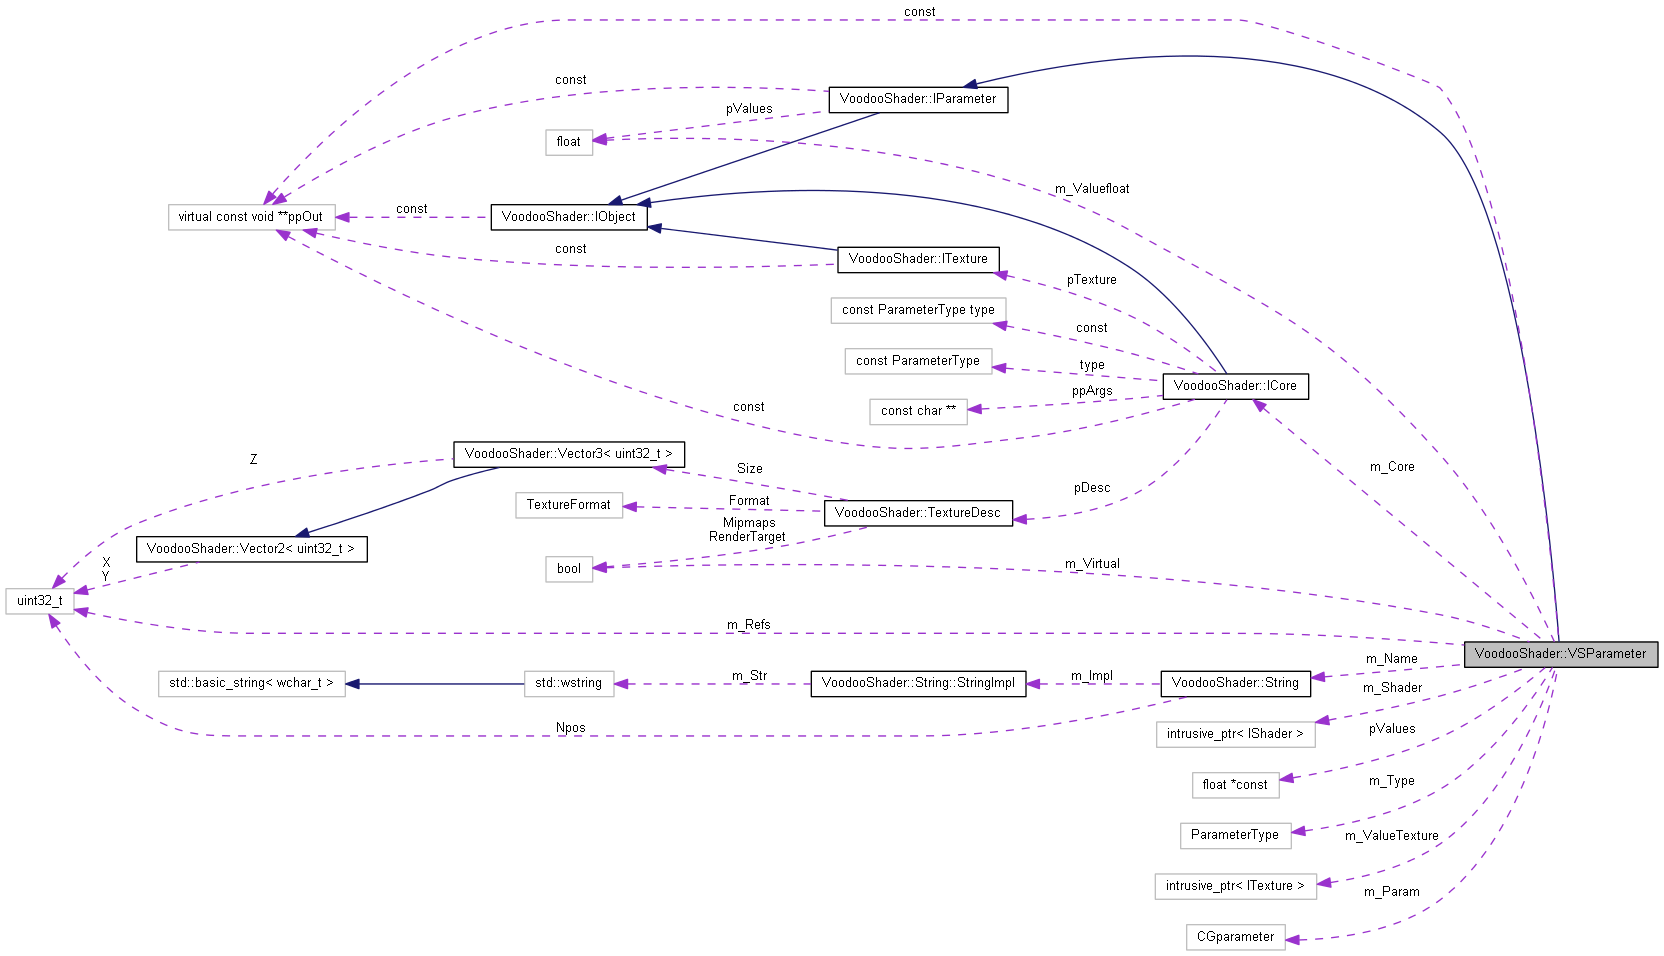 const
const
VoodooShader::IParameter
pValues
float
m_Valuefloat
virtual const void **ppOut
const
VoodooShader::IObject
const
VoodooShader::ITexture
pTexture
const ParameterType type
const
const ParameterType
type
VoodooShader::ICore
ppArgs
const char **
const
Z
VoodooShader::Vector3< uint32_t >
Size
m_Core
pDesc
TextureFormat
Format
VoodooShader::TextureDesc
Mipmaps
RenderTarget
VoodooShader::Vector2< uint32_t >
X
Y
bool
m_Virtual
uint32_t
m_Refs
VoodooShader::VSParameter
m_Name
std::basic_string< wchar_t >
std::wstring
m_Str
VoodooShader::String::StringImpl
m_Impl
VoodooShader::String
m_Shader
Npos
intrusive_ptr< IShader >
pValues
float *const
m_Type
ParameterType
m_ValueTexture
intrusive_ptr< ITexture >
m_Param
CGparameter